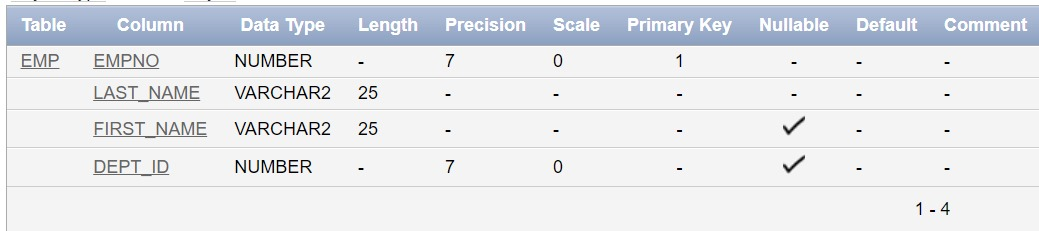 Table Column Data Type Length Precision Scale Primary Key Nullable Default Comment
EMP EMPNO NUMBER - 7 0 1 - - -
LAST_NAME VARCHAR2 25 - - - - - -
FIRST_NAME VARCHAR2 25 - - - ✓ - -
DEPT_ID NUMBER - 7 0 - ✓ - -
1 - 4